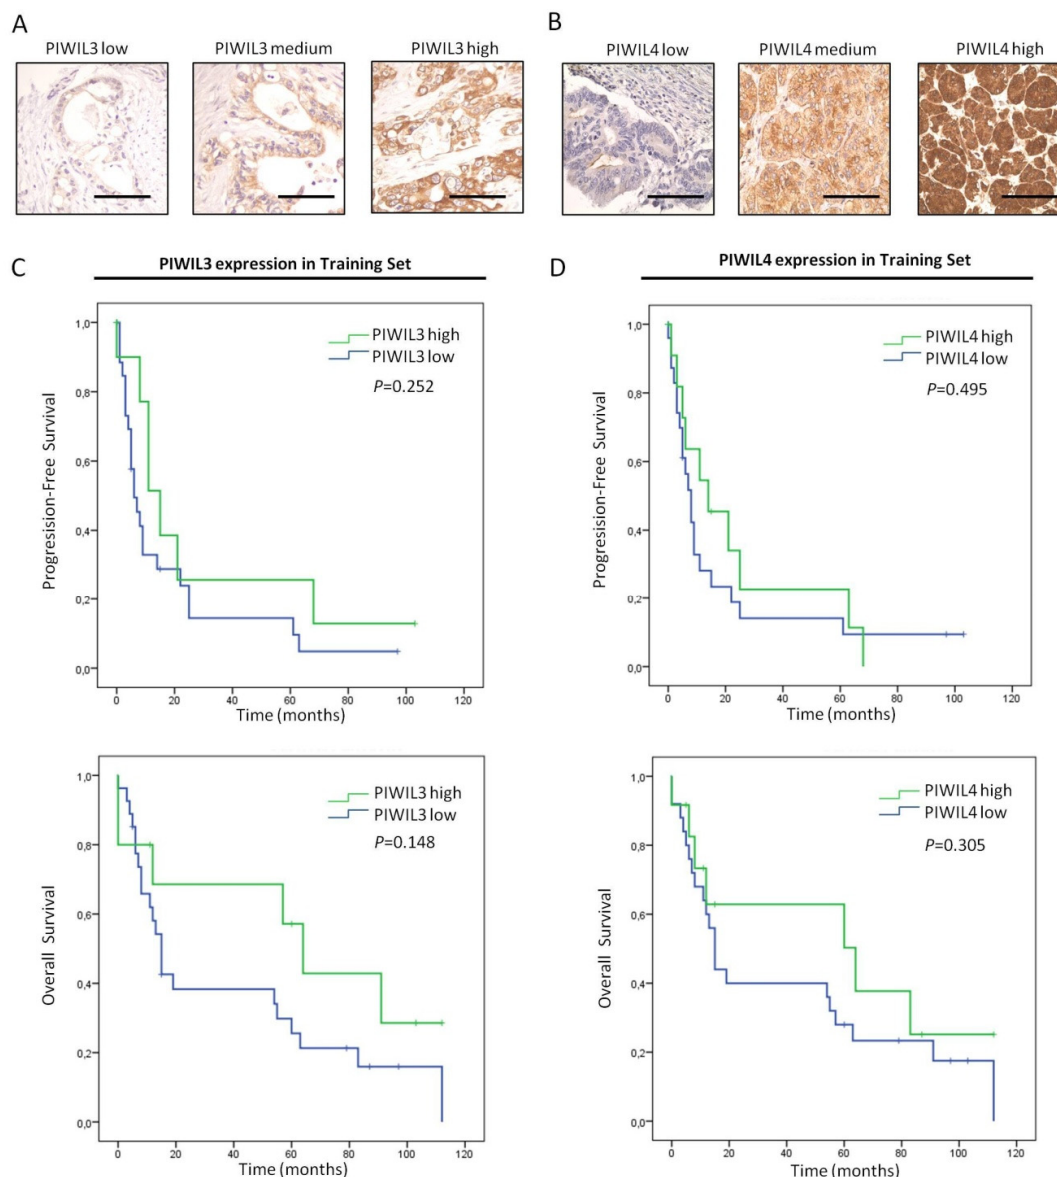 A
PIWIL3 low
PIWIL3 medium
PIWIL3 high
B
PIWIL4 low
PIWIL4 medium
PIWIL4 high
C
PIWIL3 expression in Training Set
Progresision-Free Survival
1,0
0,8
0,6
0,4
0,2
0,0
PIWIL3 high
PIWIL3 low
P=0.252
0 20 40 60 80 100 120
Time (months)
D
PIWIL4 expression in Training Set
Progresision-Free Survival
1,0
0,8
0,6
0,4
0,2
0,0
PIWIL4 high
PIWIL4 low
P=0.495
0 20 40 60 80 100 120
Time (months)
Overall Survival
1,0
0,8
0,6
0,4
0,2
0,0
PIWIL3 high
PIWIL3 low
P=0.148
0 20 40 60 80 100 120
Time (months)
Overall Survival
1,0
0,8
0,6
0,4
0,2
0,0
PIWIL4 high
PIWIL4 low
P=0.305
0 20 40 60 80 100 120
Time (months)